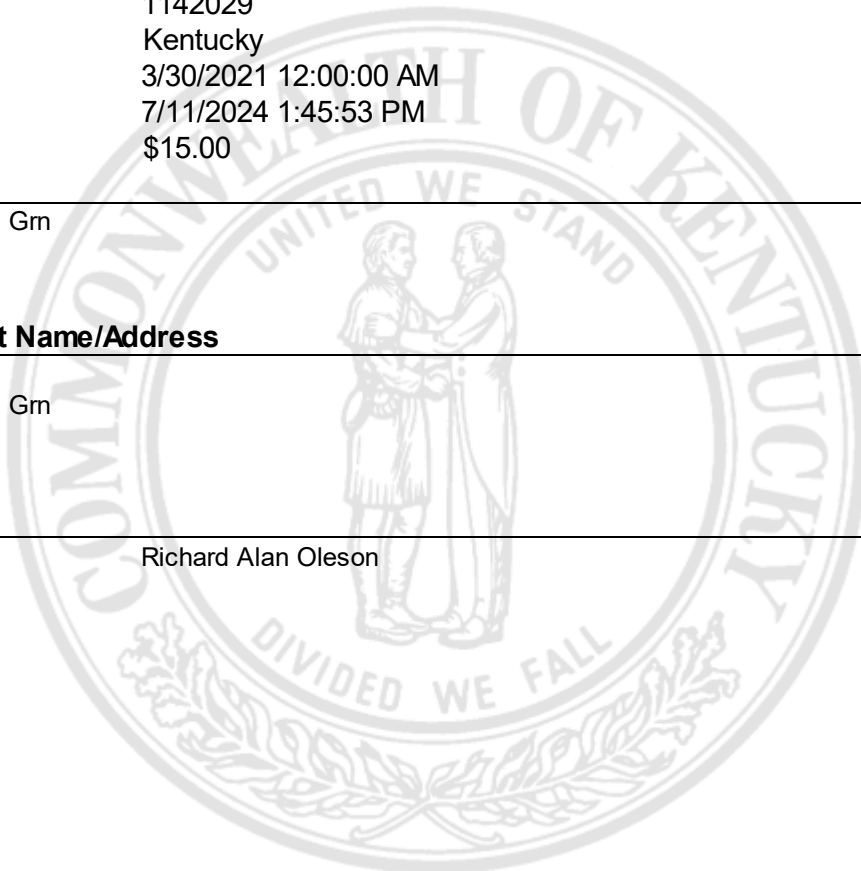 1142029
Kentucky
3/30/2021 12:00:00 AM
7/11/2024 1:45:53 PM
$15.00
Grn
t Name/Address
Grn
Richard Alan Oleson
COMMONWEALTH OF KENTUCKY
UNITED WE STAND
DIVIDED WE FALL